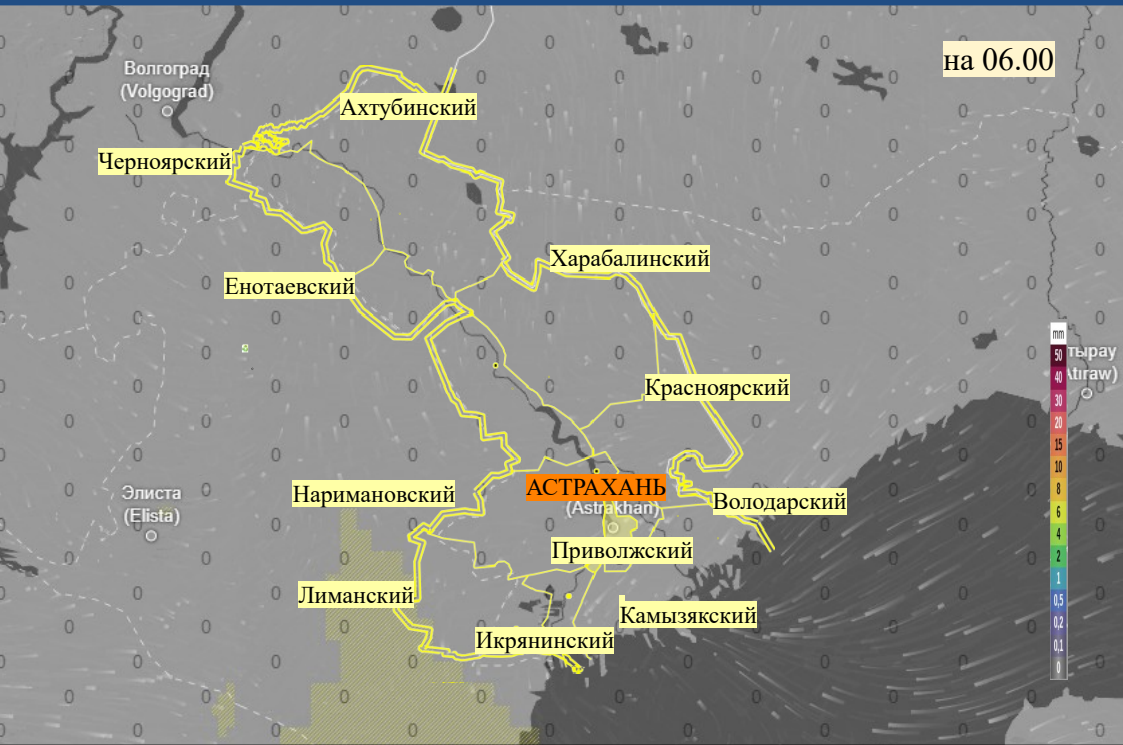 на 06.00
Волгоград
(Volgograd)
Ахтубинский
Черноярский
Харабалинский
Енотаевский
mm
50
40
30
20
15
10
8
6
4
2
1
0,5
0,2
0,1
0
тырау
Atıraw)
Красноярский
Наримановский
АСТРАХАНЬ
(Astrakhan)
Володарский
Элиста
(Elista)
Приволжский
Лиманский
Камызякский
Икрянинский